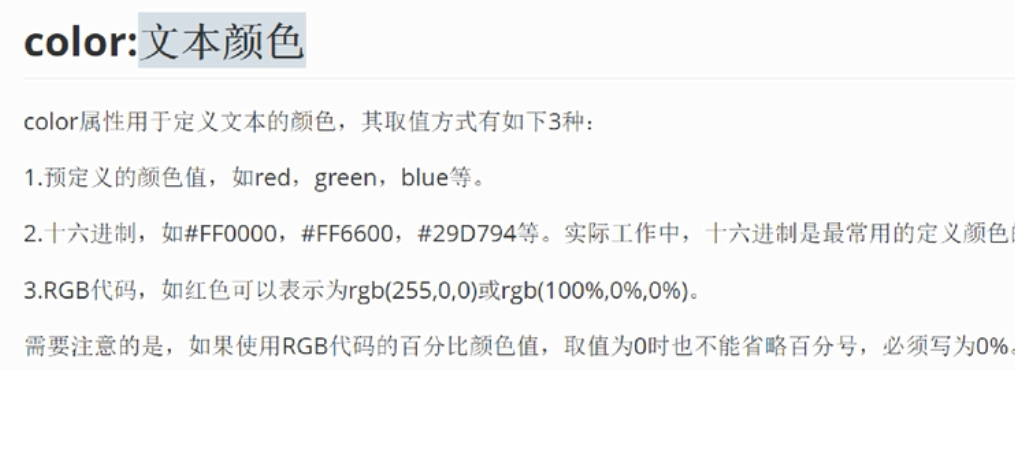 color:文本颜色
color属性用于定义文本的颜色，其取值方式有如下3种：
1.预定义的颜色值，如red，green，blue等。
2.十六进制，如#FF0000，#FF6600，#29D794等。实际工作中，十六进制是最常用的定义颜色
3.RGB代码，如红色可以表示为rgb(255,0,0)或rgb(100%,0%,0%)。
需要注意的是，如果使用RGB代码的百分比颜色值，取值为0时也不能省略百分号，必须写为0%。